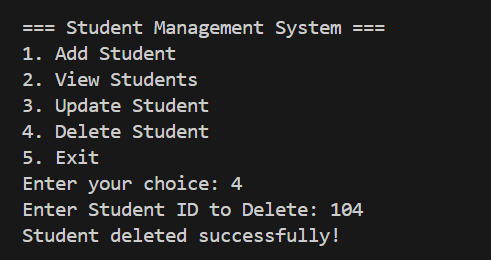 === Student Management System ===
1. Add Student
2. View Students
3. Update Student
4. Delete Student
5. Exit
Enter your choice: 4
Enter Student ID to Delete: 104
Student deleted successfully!